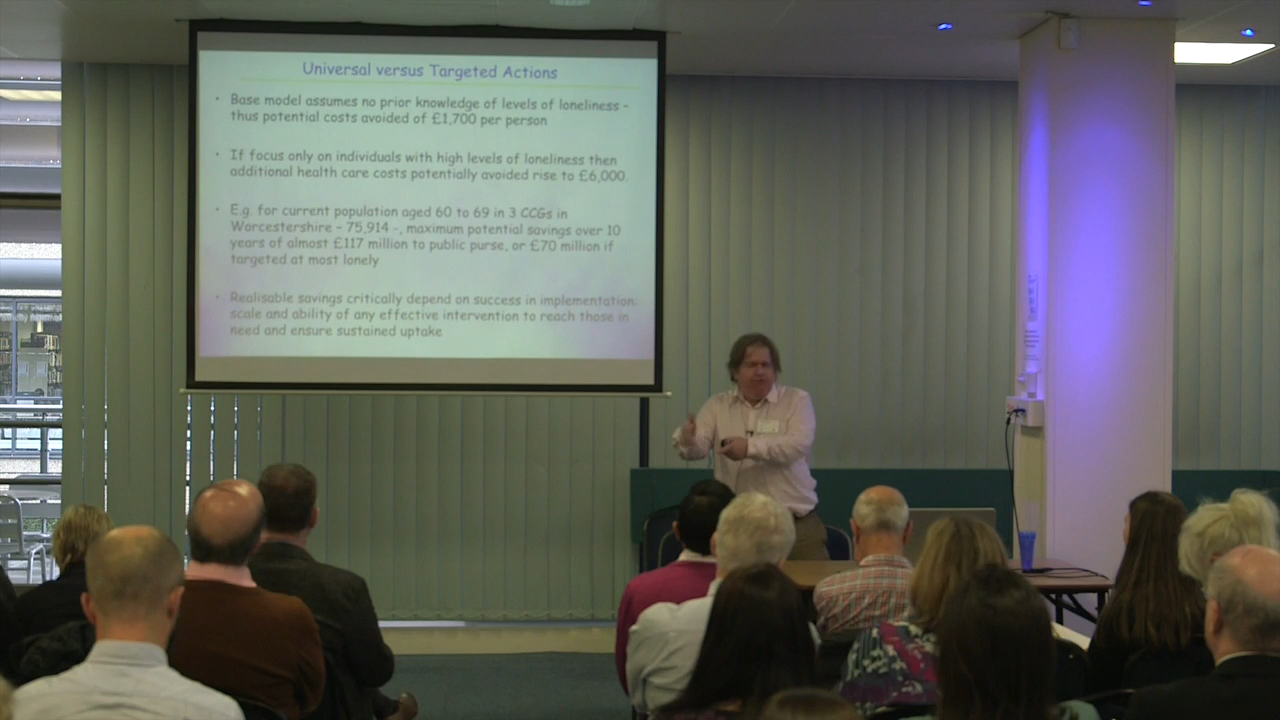 Universal versus Targeted Actions
• Base model assumes no prior knowledge of levels of loneliness –
thus potential costs avoided of £1,700 per person
• If focus only on individuals with high levels of loneliness then
additional health care costs potentially avoided rise to £6,000.
• E.g. for current population aged 60 to 69 in 3 CCGs in
Worcestershire – 75,914 -, maximum potential savings over 10
years of almost £117 million to public purse, or £70 million if
targeted at most lonely
• Realisable savings critically depend on success in implementation:
scale and ability of any effective intervention to reach those in
need and ensure sustained uptake